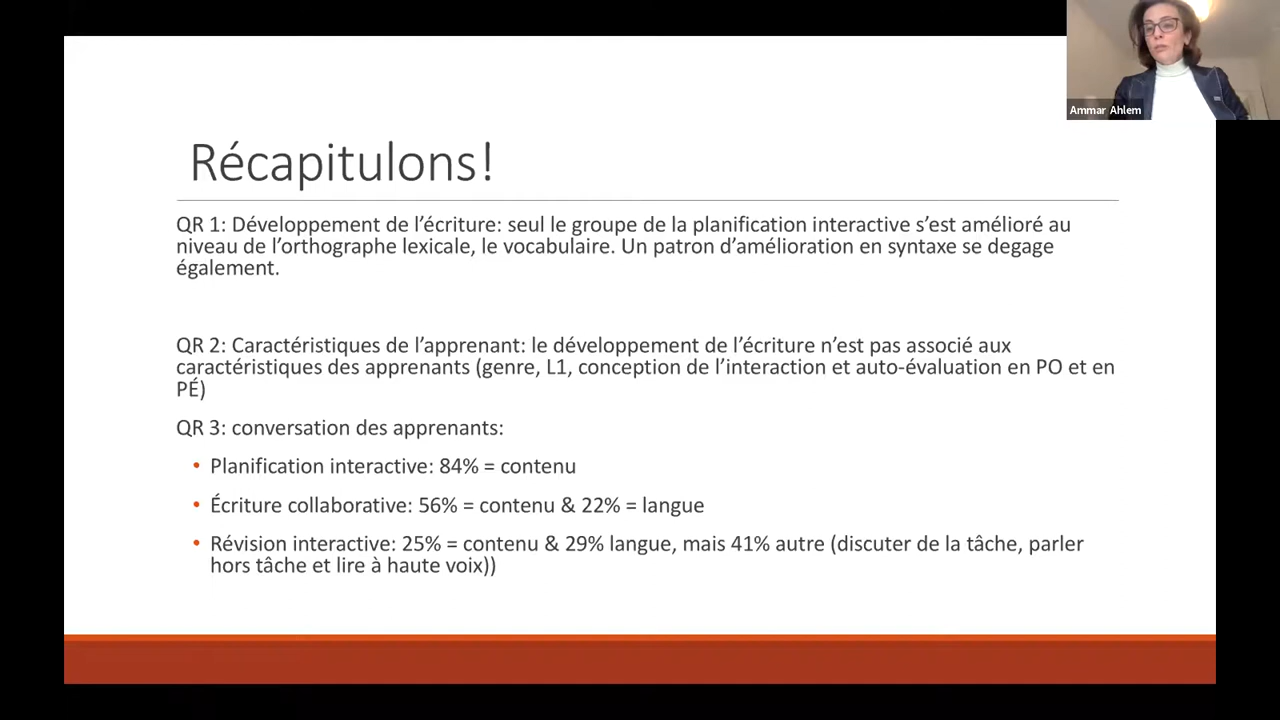 Ammar Ahlem
Récapitulons!
QR 1: Développement de l’écriture: seul le groupe de la planification interactive s’est amélioré au
niveau de l’orthographe lexicale, le vocabulaire. Un patron d’amélioration en syntaxe se degage
également.
QR 2: Caractéristiques de l’apprenant: le développement de l’écriture n’est pas associé aux
caractéristiques des apprenants (genre, L1, conception de l’interaction et auto-évaluation en PO et en
PÉ)
QR 3: conversation des apprenants:
• Planification interactive: 84% = contenu
• Écriture collaborative: 56% = contenu & 22% = langue
• Révision interactive: 25% = contenu & 29% langue, mais 41% autre (discuter de la tâche, parler
hors tâche et lire à haute voix))